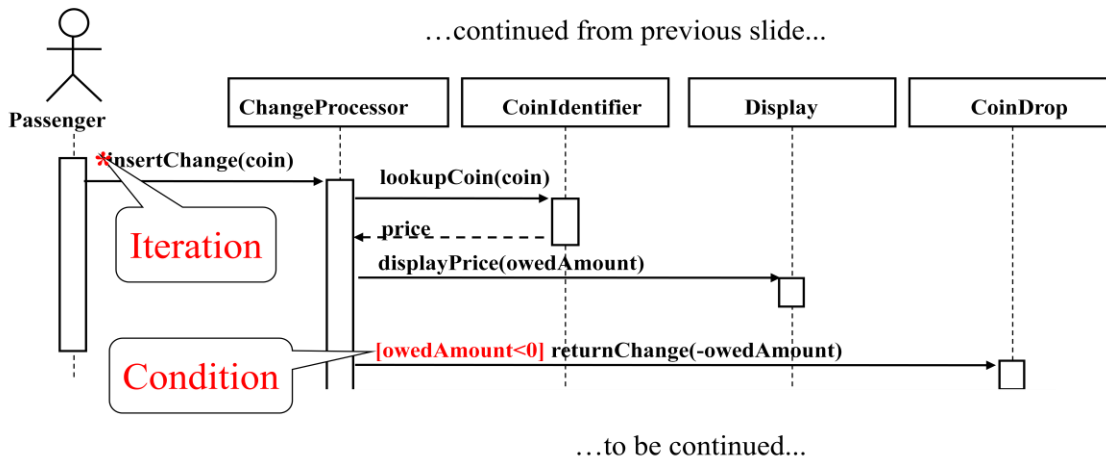 …continued from previous slide...
Passenger
ChangeProcessor
CoinIdentifier
Display
CoinDrop
*insertChange(coin)
lookupCoin(coin)
Iteration
price
displayPrice(owedAmount)
[owedAmount<0] returnChange(-owedAmount)
Condition
…to be continued...